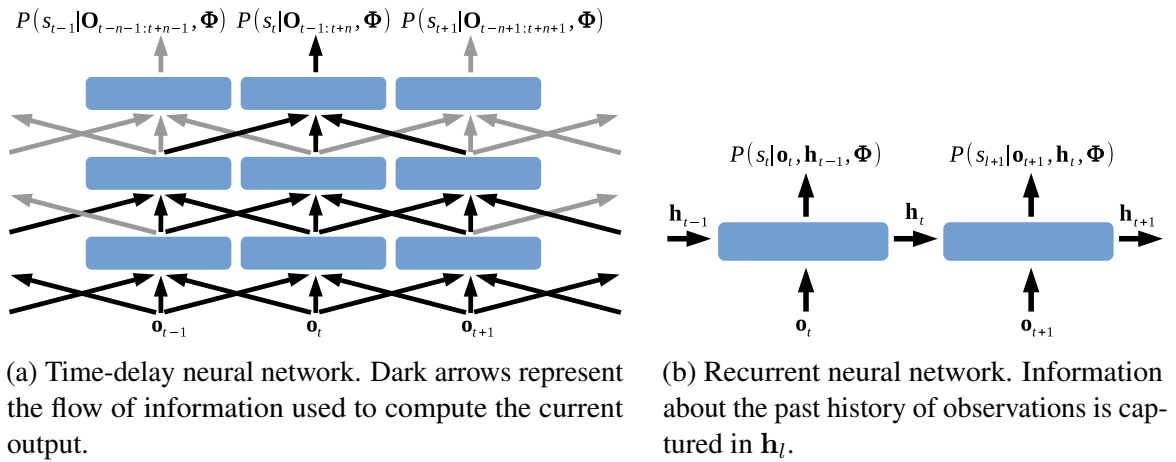 P(s_{t−1}|O_{t−n−1:t+n−1}, Φ) P(s_t|O_{t−1:t+n}, Φ) P(s_{t+1}|O_{t−n+1:t+n+1}, Φ)
o_{t−1} o_t o_{t+1}
(a) Time-delay neural network. Dark arrows represent
the flow of information used to compute the current
output.
P(s_t|o_t, h_{t−1}, Φ) P(s_{l+1}|o_{t+1}, h_t, Φ)
h_{t−1} h_t h_{t+1}
o_t o_{t+1}
(b) Recurrent neural network. Information
about the past history of observations is cap-
tured in h_l.